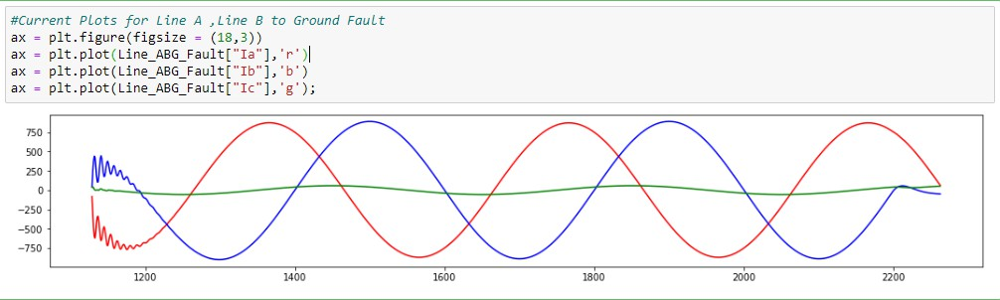 #Current Plots for Line A ,Line B to Ground Fault
ax = plt.figure(figsize = (18,3))
ax = plt.plot(Line_ABG_Fault["Ia"],'r')
ax = plt.plot(Line_ABG_Fault["Ib"],'b')
ax = plt.plot(Line_ABG_Fault["Ic"],'g');
750
500
250
0
−250
−500
−750
1200 1400 1600 1800 2000 2200